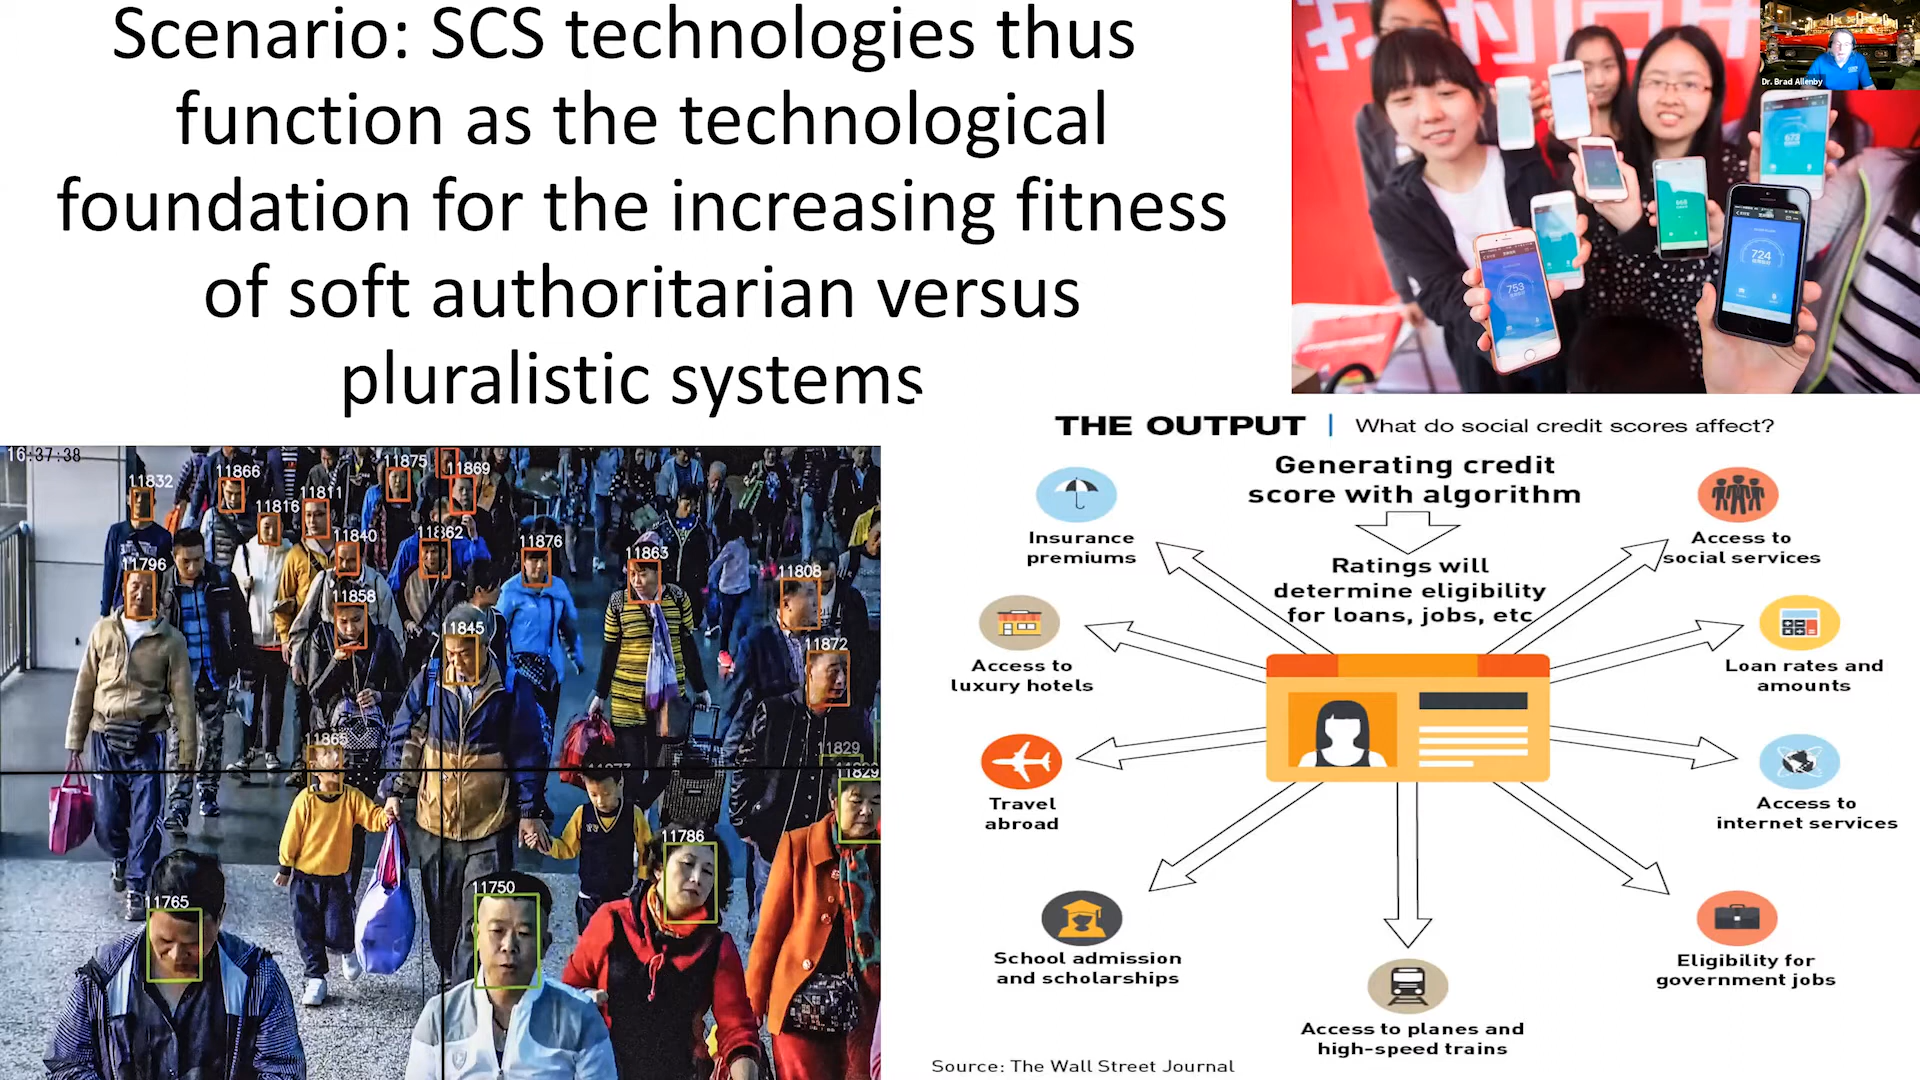 Scenario: SCS technologies thus
function as the technological
foundation for the increasing fitness
of soft authoritarian versus
pluralistic systems
Dr. Brad Allenby
673
668
753
724
16:37:38
11832
11866
11875
11869
11816
11811
11840
11862
11876
11863
11796
11858
11808
11845
11872
11865
11829
11829
11786
11765
11750
THE OUTPUT | What do social credit scores affect?
Generating credit
score with algorithm
Ratings will
determine eligibility
for loans, jobs, etc
Insurance
premiums
Access to
social services
Access to
luxury hotels
Loan rates and
amounts
Travel
abroad
Access to
internet services
School admission
and scholarships
Eligibility for
government jobs
Access to planes and
high-speed trains
Source: The Wall Street Journal